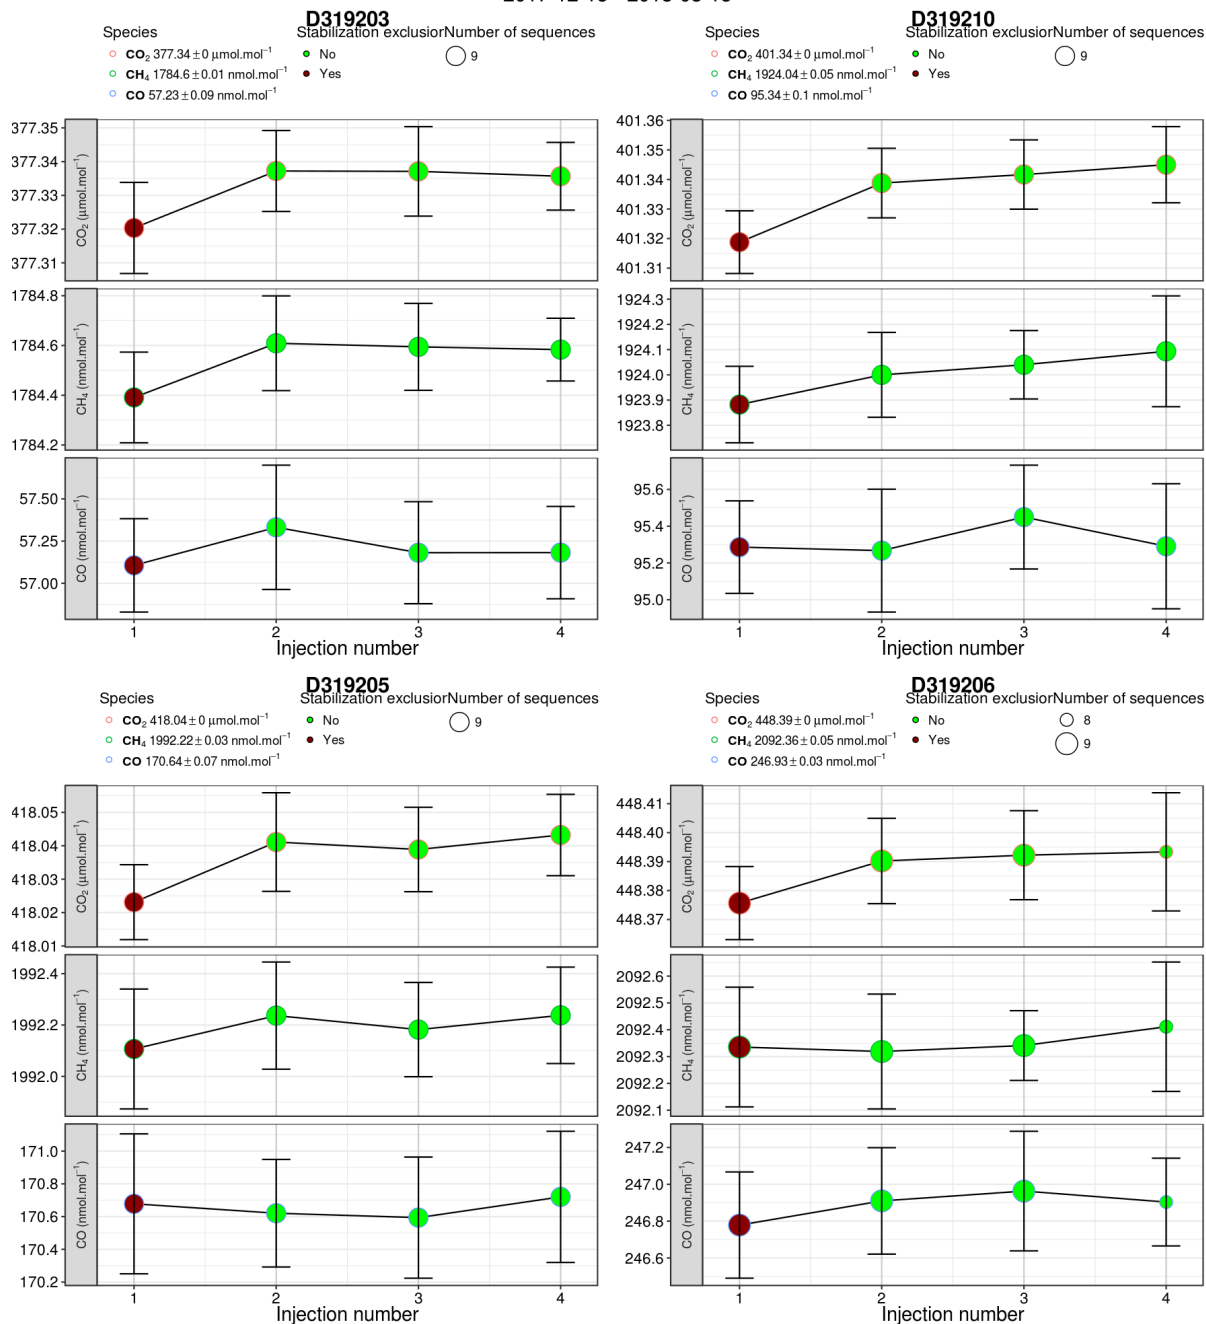 D319203
Species
Stabilization exclusion
Number of sequences
CO₂ 377.34±0 µmol.mol⁻¹
No
9
CH₄ 1784.6±0.01 nmol.mol⁻¹
Yes
CO 57.23±0.09 nmol.mol⁻¹
CO₂ (µmol.mol⁻¹)
377.35
377.34
377.33
377.32
377.31
CH₄ (nmol.mol⁻¹)
1784.8
1784.6
1784.4
1784.2
CO (nmol.mol⁻¹)
57.50
57.25
57.00
1 2 3 4
Injection number
D319210
Species
Stabilization exclusion
Number of sequences
CO₂ 401.34±0 µmol.mol⁻¹
No
9
CH₄ 1924.04±0.05 nmol.mol⁻¹
Yes
CO 95.34±0.1 nmol.mol⁻¹
CO₂ (µmol.mol⁻¹)
401.36
401.35
401.34
401.33
401.32
401.31
CH₄ (nmol.mol⁻¹)
1924.3
1924.2
1924.1
1924.0
1923.9
1923.8
CO (nmol.mol⁻¹)
95.6
95.4
95.2
95.0
1 2 3 4
Injection number
D319205
Species
Stabilization exclusion
Number of sequences
CO₂ 418.04±0 µmol.mol⁻¹
No
9
CH₄ 1992.22±0.03 nmol.mol⁻¹
Yes
CO 170.64±0.07 nmol.mol⁻¹
CO₂ (µmol.mol⁻¹)
418.05
418.04
418.03
418.02
418.01
CH₄ (nmol.mol⁻¹)
1992.4
1992.2
1992.0
CO (nmol.mol⁻¹)
171.0
170.8
170.6
170.4
170.2
1 2 3 4
Injection number
D319206
Species
Stabilization exclusion
Number of sequences
CO₂ 448.39±0 µmol.mol⁻¹
No
8
CH₄ 2092.36±0.05 nmol.mol⁻¹
Yes
9
CO 246.93±0.03 nmol.mol⁻¹
CO₂ (µmol.mol⁻¹)
448.41
448.40
448.39
448.38
448.37
CH₄ (nmol.mol⁻¹)
2092.6
2092.5
2092.4
2092.3
2092.2
2092.1
CO (nmol.mol⁻¹)
247.2
247.0
246.8
246.6
1 2 3 4
Injection number